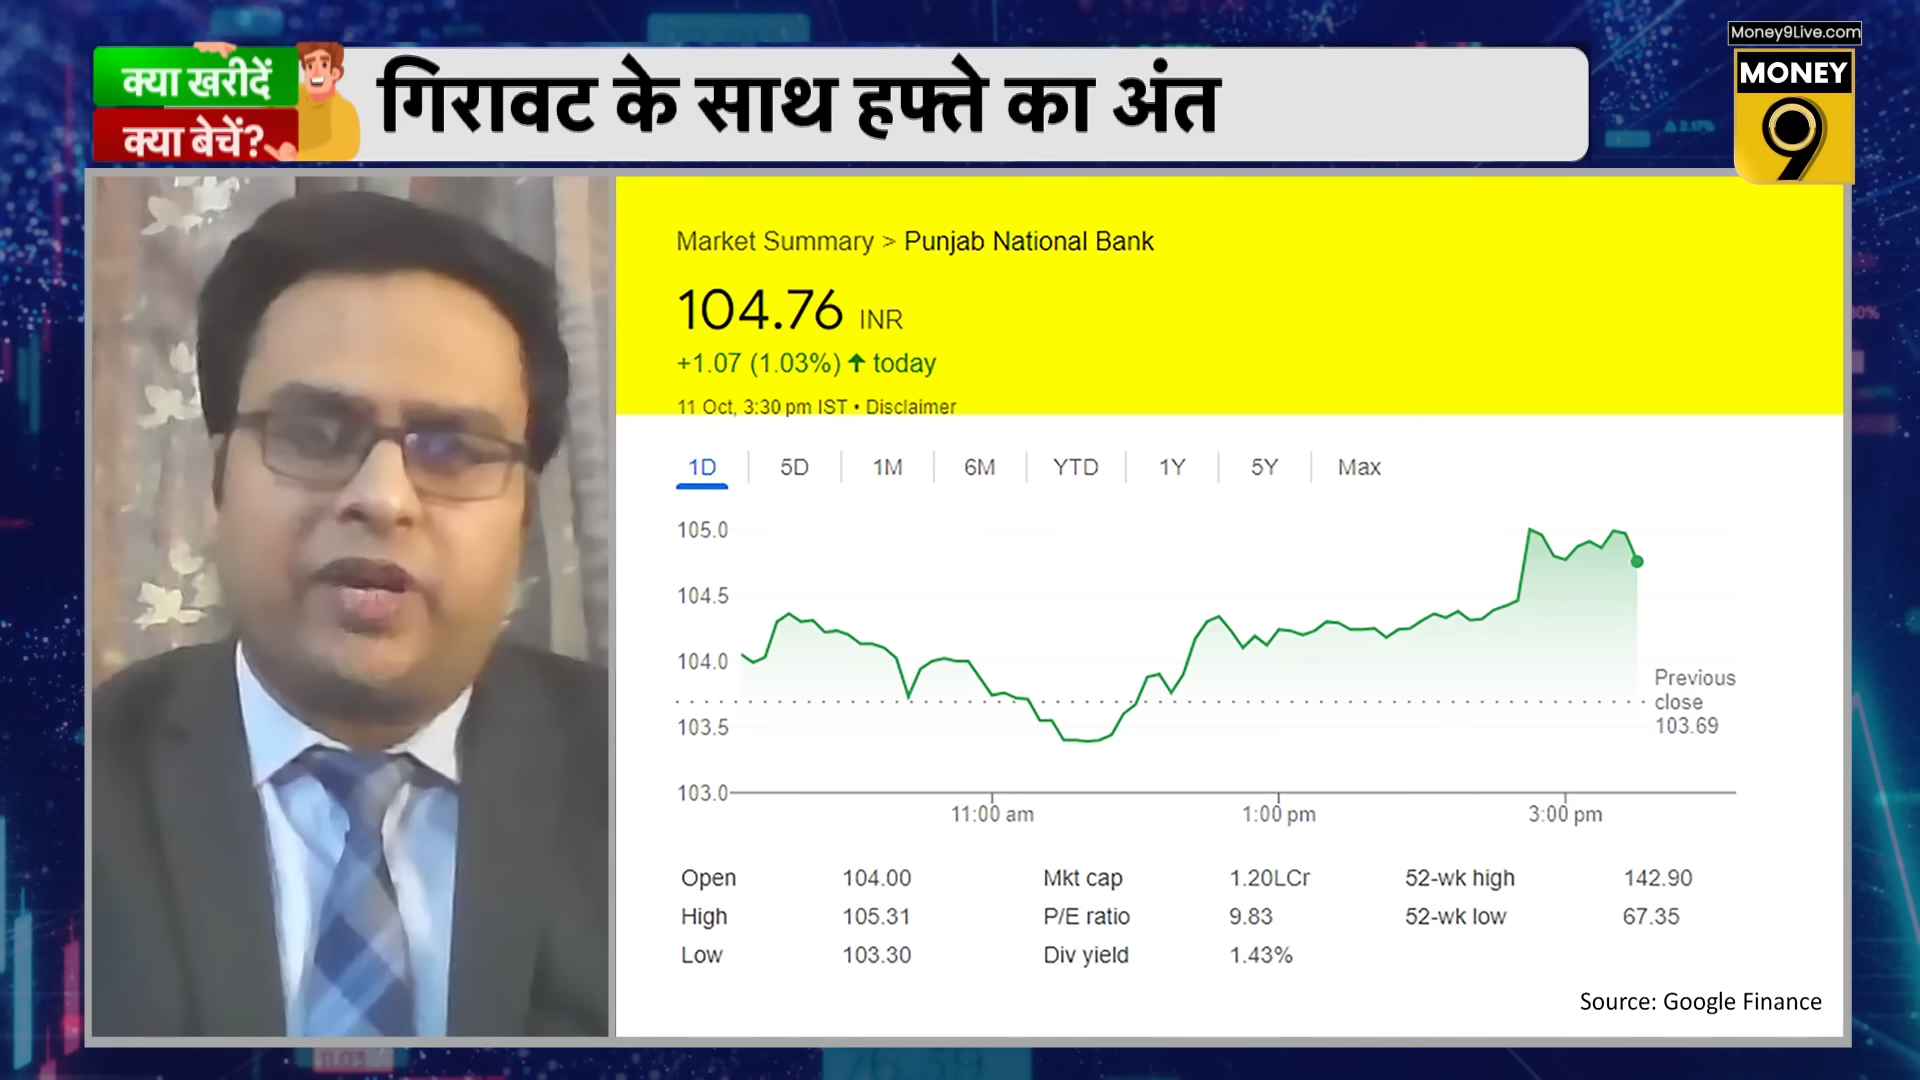 Money9Live.com
MONEY
9
क्या खरीदें
क्या बेचें?
गिरावट के साथ हफ्ते का अंत
Market Summary > Punjab National Bank
104.76 INR
+1.07 (1.03%) ↑ today
11 Oct, 3:30 pm IST • Disclaimer
1D 5D 1M 6M YTD 1Y 5Y Max
105.0
104.5
104.0
103.5
103.0
Previous
close
103.69
11:00 am 1:00 pm 3:00 pm
Open 104.00 Mkt cap 1.20LCr 52-wk high 142.90
High 105.31 P/E ratio 9.83 52-wk low 67.35
Low 103.30 Div yield 1.43%
Source: Google Finance